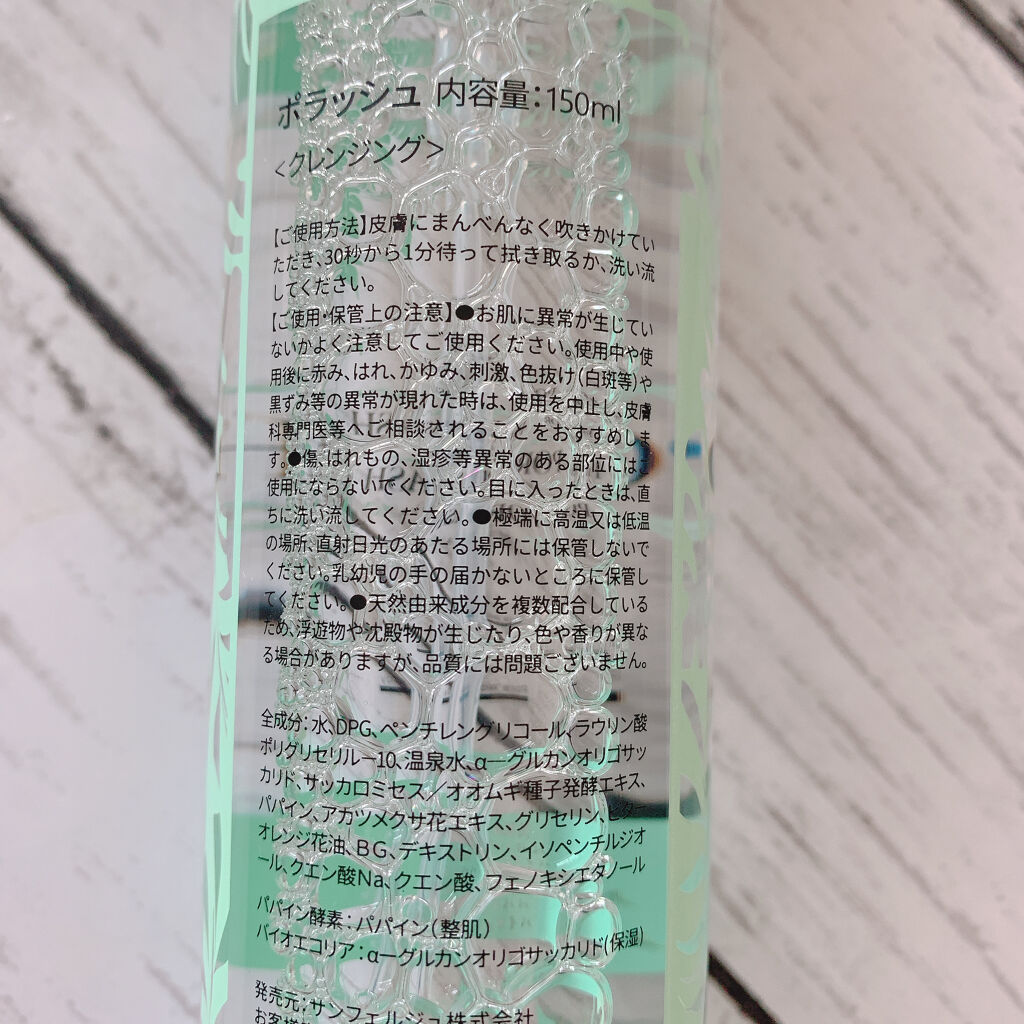 ポラッシュ 内容量：150ml
<クレンジング>
【ご使用方法】皮膚にまんべんなく吹きかけてい
ただき、30秒から1分待って拭き取るか、洗い流
してください。
【ご使用・保管上の注意】●お肌に異常が生じてい
ないかよく注意してご使用ください。使用中や使
用後に赤み、はれ、かゆみ、刺激、色抜け(白斑等)や
黒ずみ等の異常が現れた時は、使用を中止し、皮膚
科専門医等へご相談されることをおすすめしま
す。●傷、はれもの、湿疹等異常のある部位にはご
使用にならないでください。目に入ったときは、直
ちに洗い流してください。●極端に高温又は低温
の場所、直射日光のあたる場所には保管しないで
ください。乳幼児の手の届かないところに保管し
てください。●天然由来成分を複数配合している
ため、浮遊物や沈殿物が生じたり、色や香りが異な
る場合がありますが、品質には問題ございません。
全成分：水、DPG、ペンチレングリコール、ラウリン酸
ポリグリセリル－10、温泉水、α－グルカンオリゴサッ
カリド、サッカロミセス／オオムギ種子発酵エキス、
パパイン、アカツメクサ花エキス、グリセリン、ビター
オレンジ花油、BG、デキストリン、イソペンチルジオ
ール、クエン酸Na、クエン酸、フェノキシエタノール
パパイン酵素：パパイン(整肌)
バイオエコリア：α－グルカンオリゴサッカリド(保湿)
発売元：サンフェルジュ株式会社
お客様